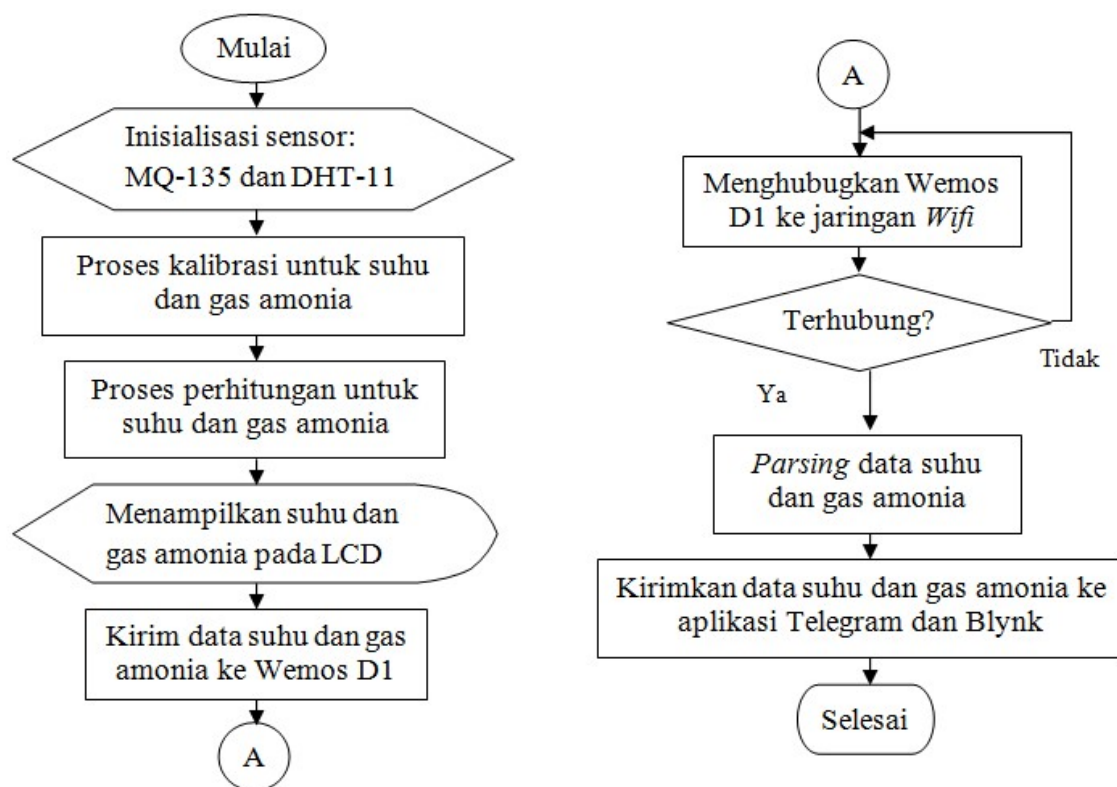 Mulai
Inisialisasi sensor:
MQ-135 dan DHT-11
Proses kalibrasi untuk suhu
dan gas amonia
Proses perhitungan untuk
suhu dan gas amonia
Menampilkan suhu dan
gas amonia pada LCD
Kirim data suhu dan gas
amonia ke Wemos D1
A
A
Menghubugkan Wemos
D1 ke jaringan Wifi
Terhubung?
Tidak
Ya
Parsing data suhu
dan gas amonia
Kirimkan data suhu dan gas amonia ke
aplikasi Telegram dan Blynk
Selesai